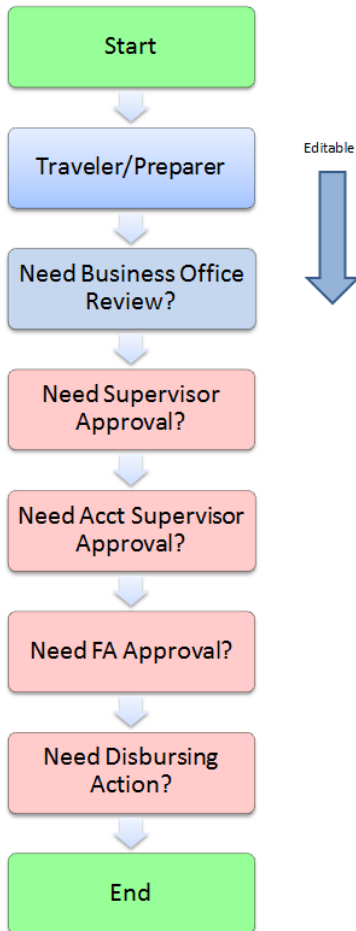 Start
Traveler/Preparer
Editable
Need Business Office
Review?
Need Supervisor
Approval?
Need Acct Supervisor
Approval?
Need FA Approval?
Need Disbursing
Action?
End